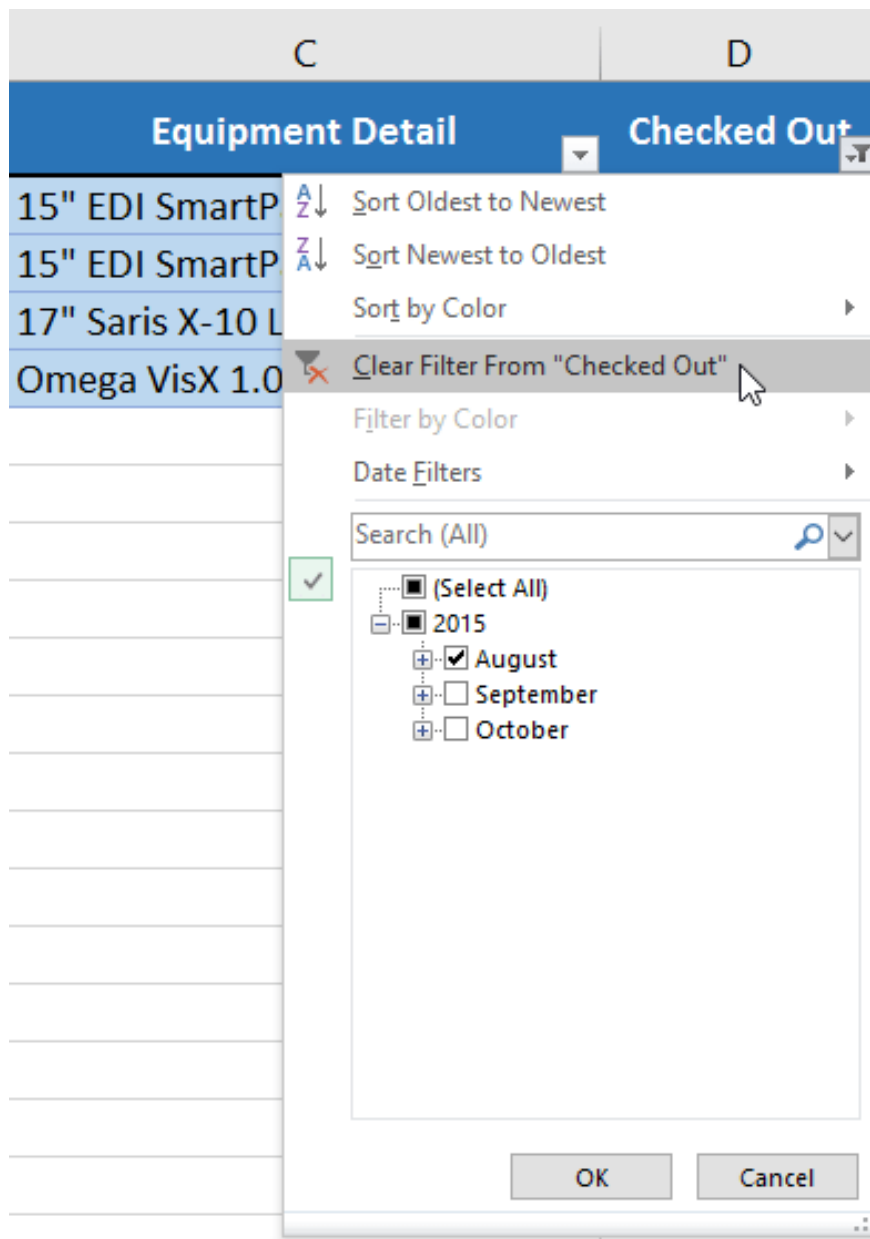 C D
Equipment Detail Checked Out
15" EDI SmartP
15" EDI SmartP
17" Saris X-10 L
Omega VisX 1.0
Sort Oldest to Newest
Sort Newest to Oldest
Sort by Color
Clear Filter From "Checked Out"
Filter by Color
Date Filters
Search (All)
(Select All)
2015
August
September
October
OK Cancel